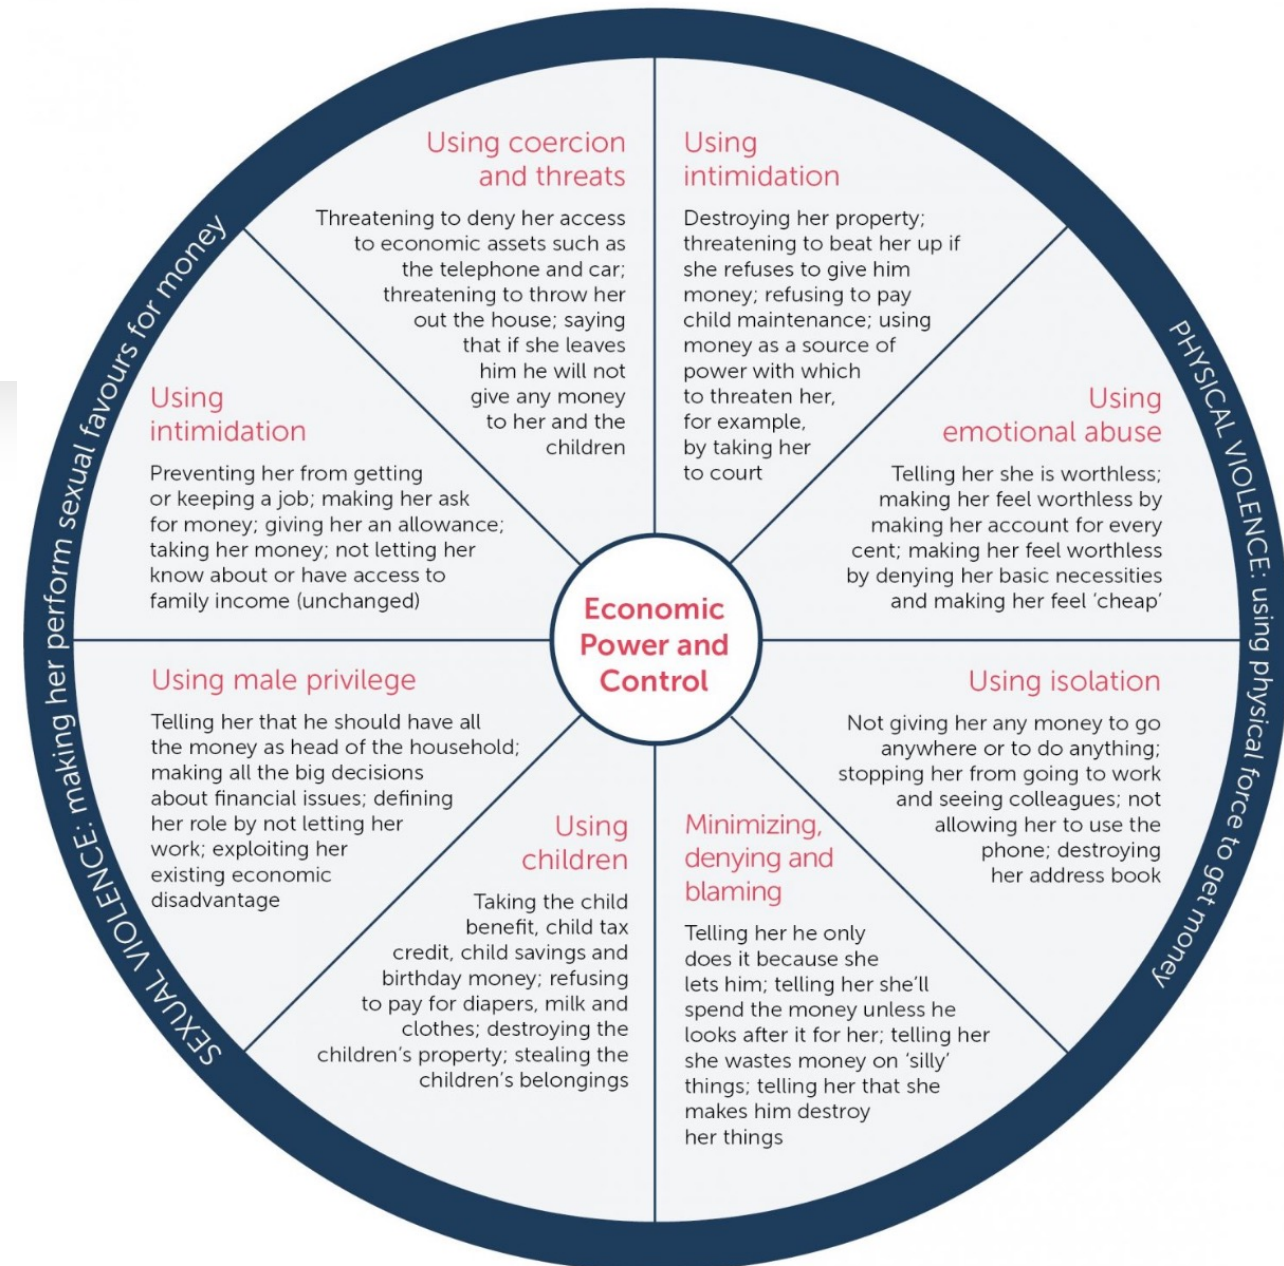 Using coercion
and threats
Threatening to deny her access
to economic assets such as
the telephone and car;
threatening to throw her
out the house; saying
that if she leaves
him he will not
give any money
to her and the
children
Using
intimidation
Destroying her property;
threatening to beat her up if
she refuses to give him
money; refusing to pay
child maintenance; using
money as a source of
power with which
to threaten her,
for example,
by taking her
to court
Using
emotional abuse
Telling her she is worthless;
making her feel worthless by
making her account for every
cent; making her feel worthless
by denying her basic necessities
and making her feel ‘cheap’
Using isolation
Not giving her any money to go
anywhere or to do anything;
stopping her from going to work
and seeing colleagues; not
allowing her to use the
phone; destroying
her address book
Minimizing,
denying and
blaming
Telling her he only
does it because she
lets him; telling her she’ll
spend the money unless he
looks after it for her; telling her
she wastes money on ‘silly’
things; telling her that she
makes him destroy
her things
Using
children
Taking the child
benefit, child tax
credit, child savings and
birthday money; refusing
to pay for diapers, milk and
clothes; destroying the
children’s property; stealing the
children’s belongings
Using male privilege
Telling her that he should have all
the money as head of the household;
making all the big decisions
about financial issues; defining
her role by not letting her
work; exploiting her
existing economic
disadvantage
Using
intimidation
Preventing her from getting
or keeping a job; making her ask
for money; giving her an allowance;
taking her money; not letting her
know about or have access to
family income (unchanged)
Economic
Power and
Control
SEXUAL VIOLENCE: making her perform sexual favours for money
PHYSICAL VIOLENCE: using physical force to get money